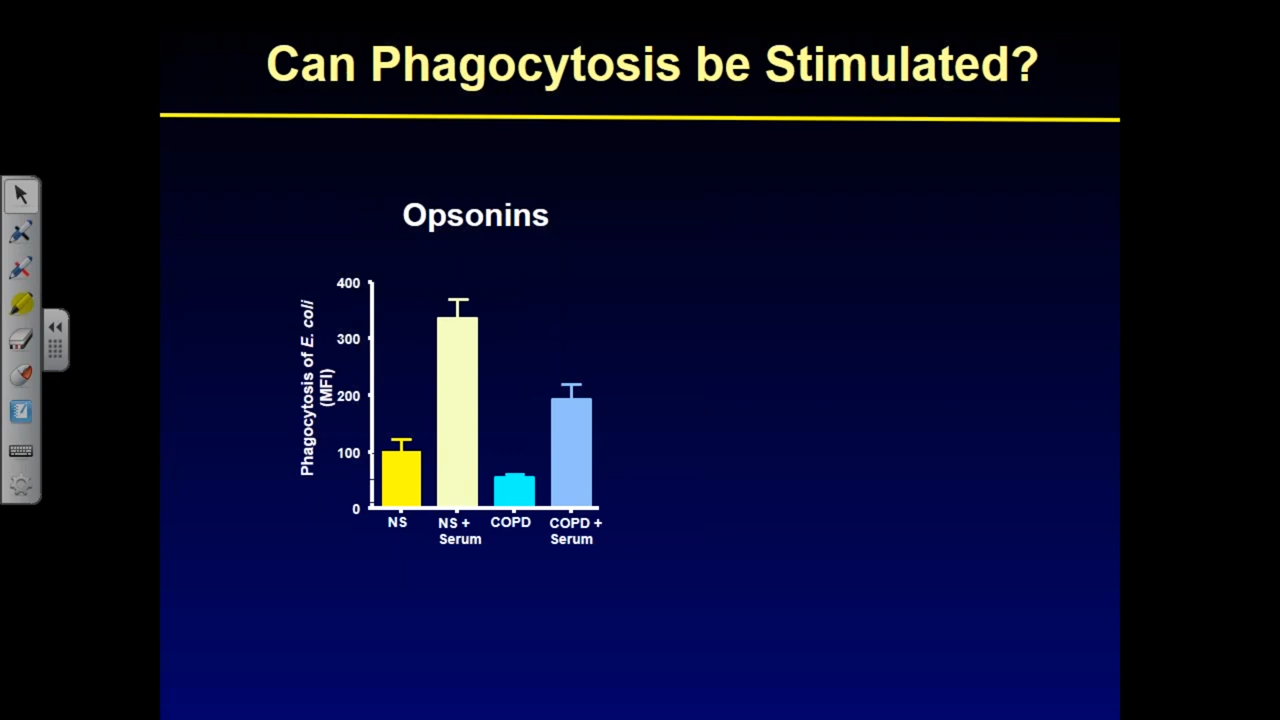 Can Phagocytosis be Stimulated?
Opsonins
Phagocytosis of E. coli
(MFI)
400
300
200
100
0
NS
NS +
Serum
COPD
COPD +
Serum